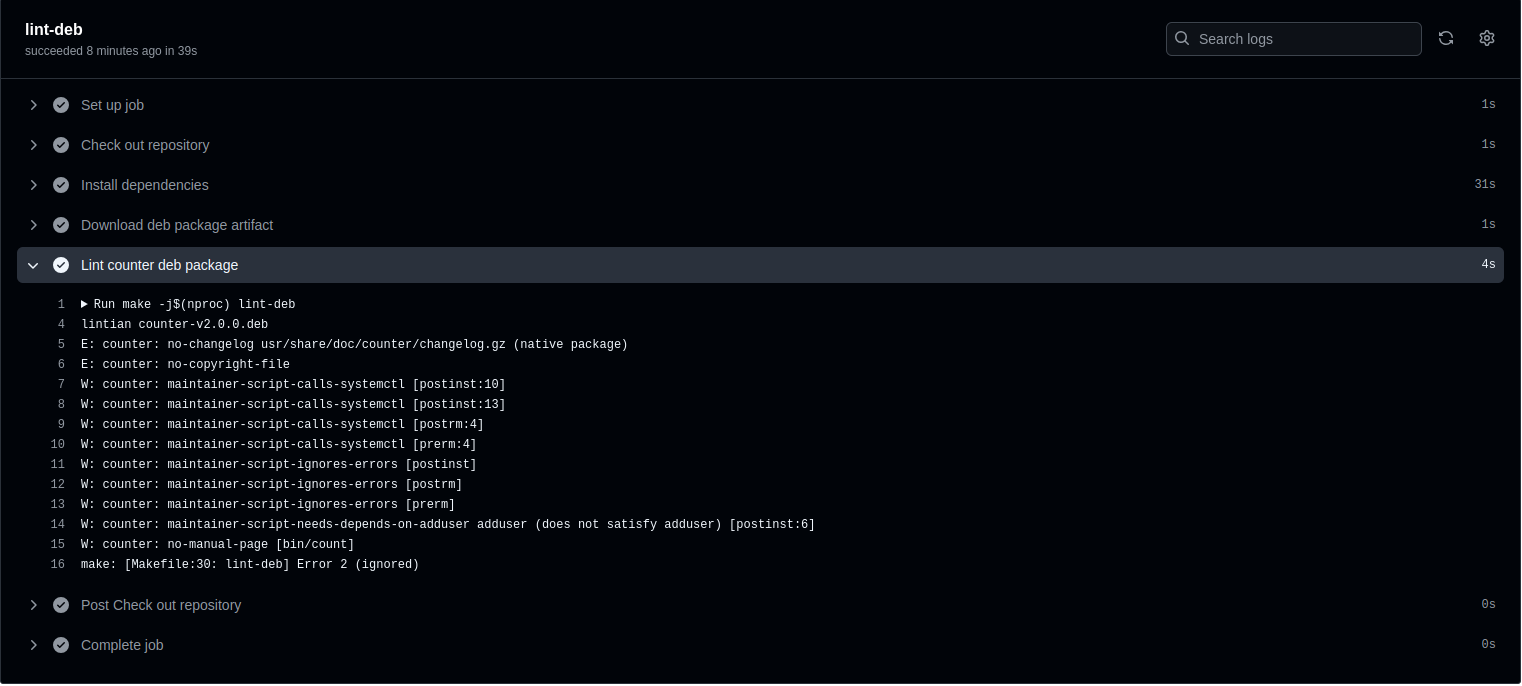 lint-deb
succeeded 8 minutes ago in 39s
Search logs
Set up job 1s
Check out repository 1s
Install dependencies 31s
Download deb package artifact 1s
Lint counter deb package 4s
1 Run make -j$(nproc) lint-deb
4 lintian counter-v2.0.0.deb
5 E: counter: no-changelog usr/share/doc/counter/changelog.gz (native package)
6 E: counter: no-copyright-file
7 W: counter: maintainer-script-calls-systemctl [postinst:10]
8 W: counter: maintainer-script-calls-systemctl [postinst:13]
9 W: counter: maintainer-script-calls-systemctl [postrm:4]
10 W: counter: maintainer-script-calls-systemctl [prerm:4]
11 W: counter: maintainer-script-ignores-errors [postinst]
12 W: counter: maintainer-script-ignores-errors [postrm]
13 W: counter: maintainer-script-ignores-errors [prerm]
14 W: counter: maintainer-script-needs-depends-on-adduser adduser (does not satisfy adduser) [postinst:6]
15 W: counter: no-manual-page [bin/count]
16 make: [Makefile:30: lint-deb] Error 2 (ignored)
Post Check out repository 0s
Complete job 0s